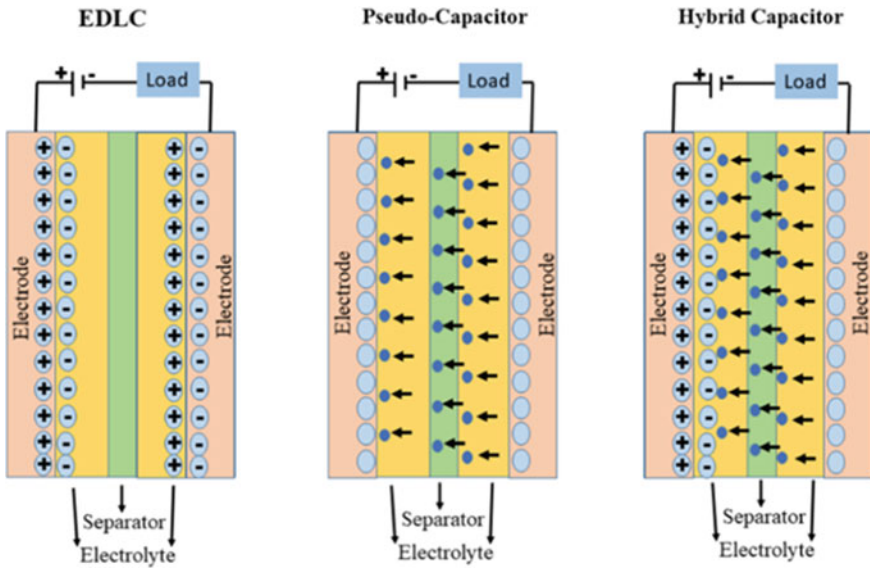 EDLC
Pseudo-Capacitor
Hybrid Capacitor
+ -
Load
+ -
Load
+ -
Load
Electrode
Electrode
Electrode
Electrode
Electrode
Electrode
Separator
Electrolyte
Separator
Electrolyte
Separator
Electrolyte